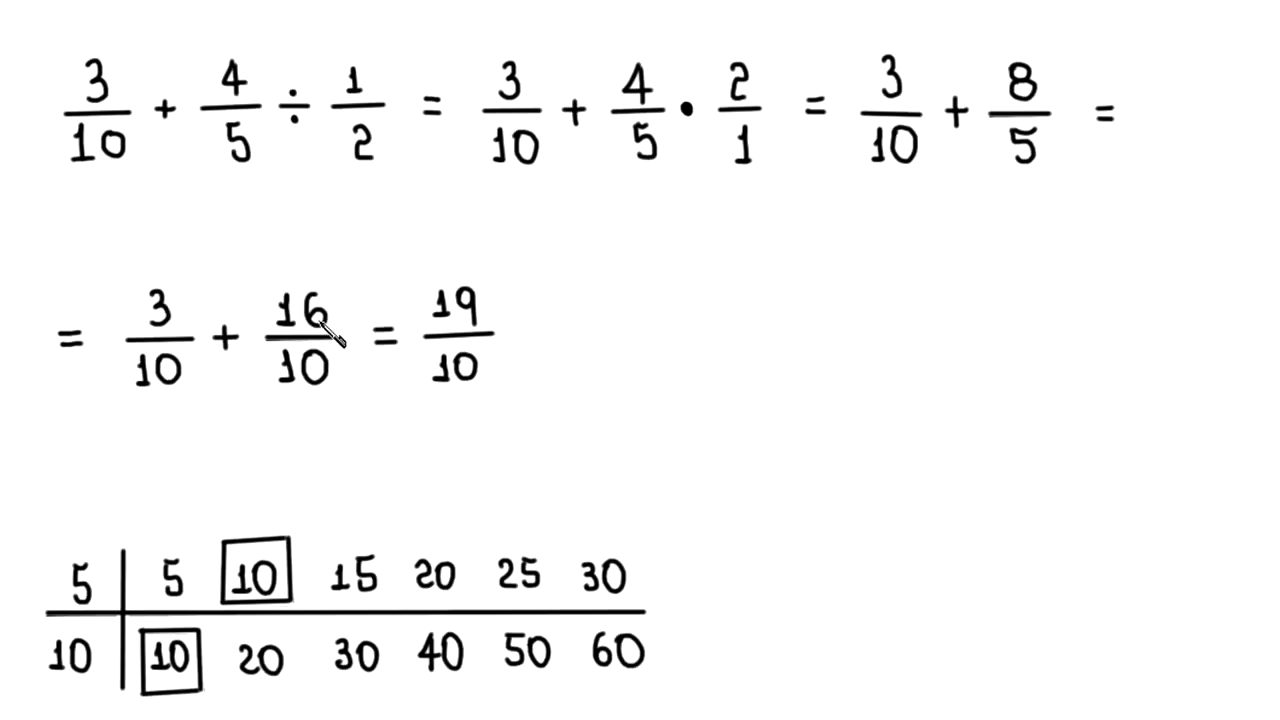 3/10 + 4/5 ÷ 1/2 = 3/10 + 4/5 • 2/1 = 3/10 + 8/5 =
= 3/10 + 16/10 = 19/10
5 | 5 10 15 20 25 30
10 | 10 20 30 40 50 60